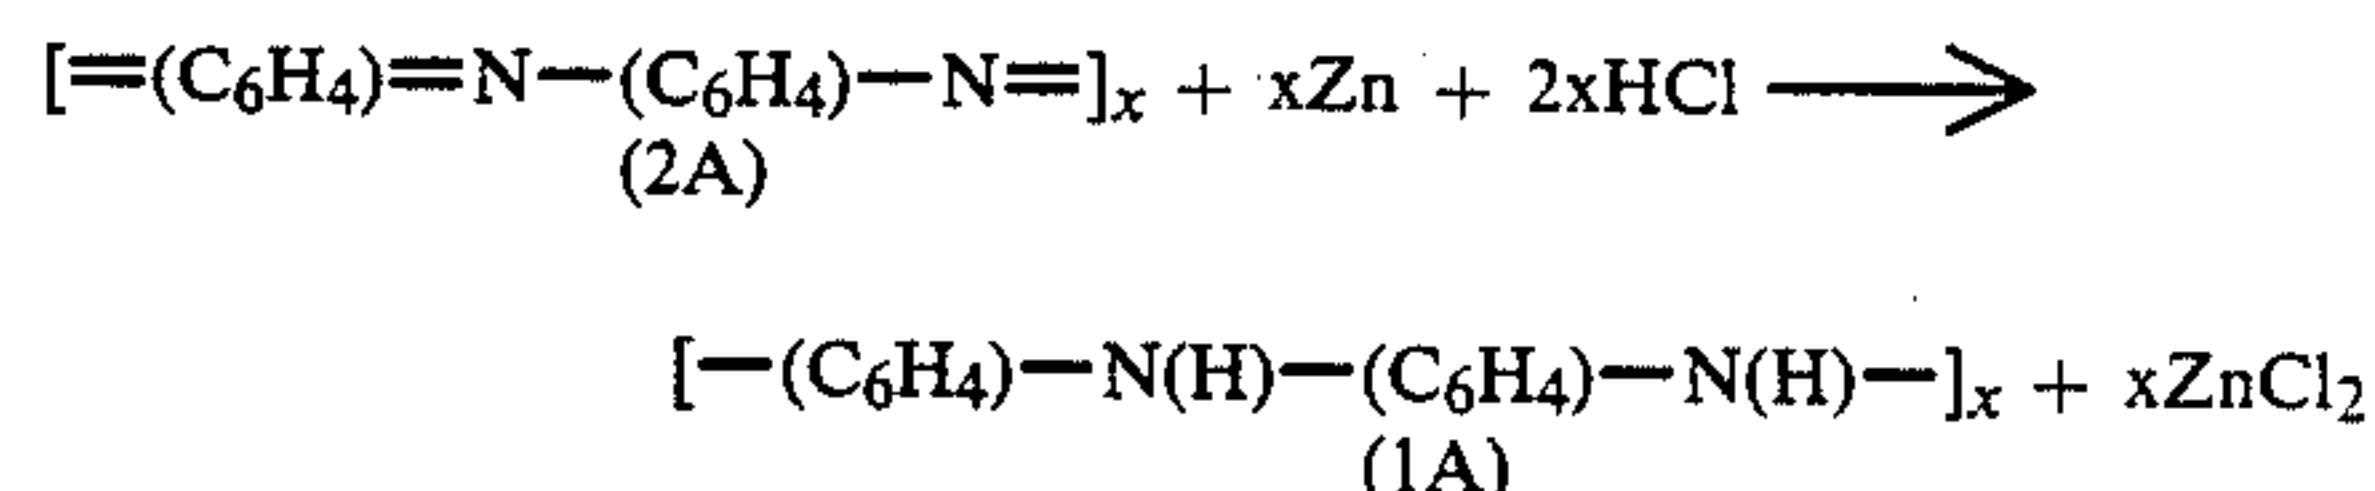 [=(C₆H₄)=N—(C₆H₄)—N=]ₓ + xZn + 2xHCl ⟶
(2A)
[—(C₆H₄)—N(H)—(C₆H₄)—N(H)—]ₓ + xZnCl₂
(1A)